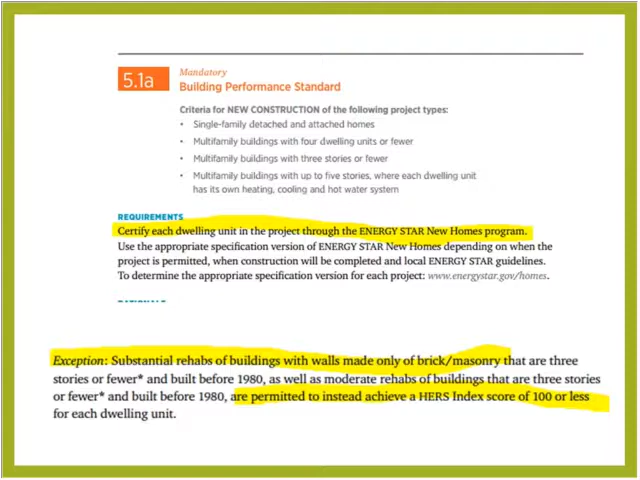 5.1a
Mandatory
Building Performance Standard
Criteria for NEW CONSTRUCTION of the following project types:
• Single-family detached and attached homes
• Multifamily buildings with four dwelling units or fewer
• Multifamily buildings with three stories or fewer
• Multifamily buildings with up to five stories, where each dwelling unit
has its own heating, cooling and hot water system
REQUIREMENTS
Certify each dwelling unit in the project through the ENERGY STAR New Homes program.
Use the appropriate specification version of ENERGY STAR New Homes depending on when the
project is permitted, when construction will be completed and local ENERGY STAR guidelines.
To determine the appropriate specification version for each project: www.energystar.gov/homes.
Exception: Substantial rehabs of buildings with walls made only of brick/masonry that are three
stories or fewer* and built before 1980, as well as moderate rehabs of buildings that are three stories
or fewer* and built before 1980, are permitted to instead achieve a HERS Index score of 100 or less
for each dwelling unit.